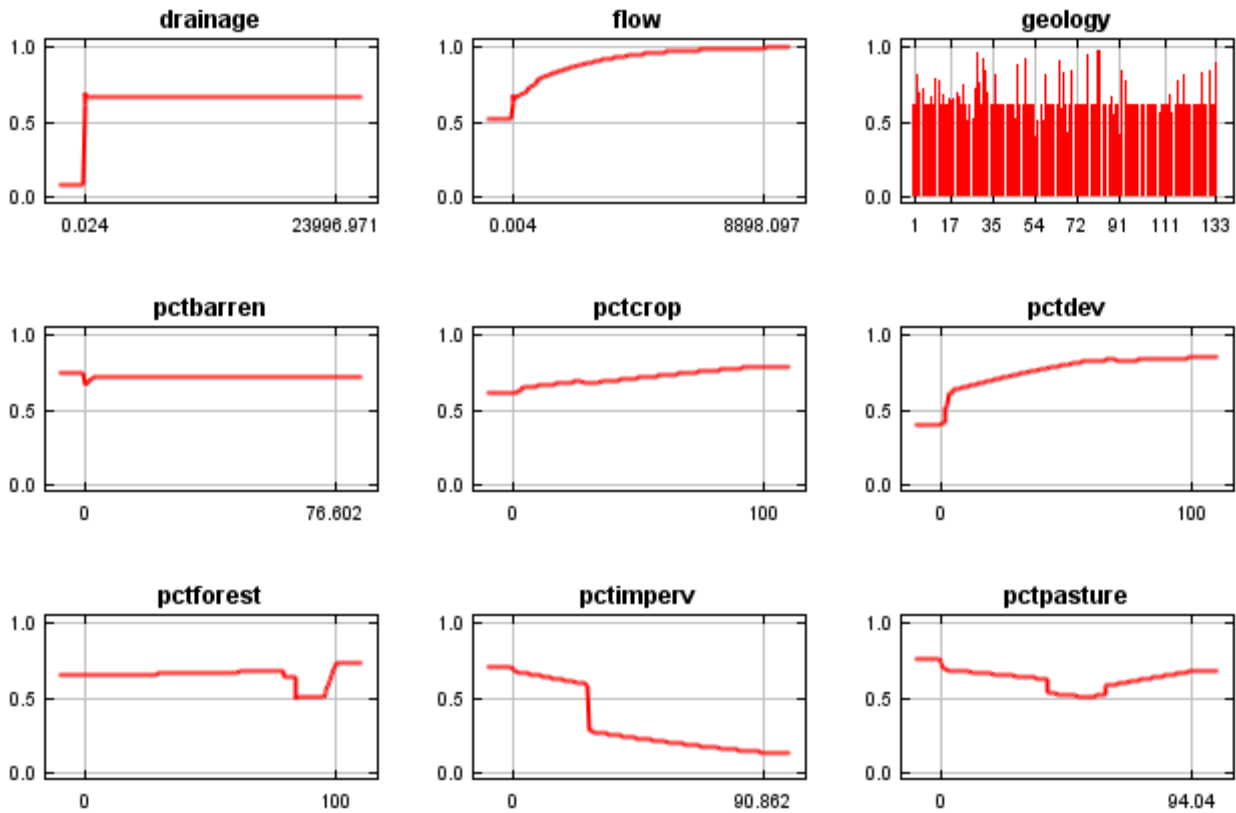 drainage flow geology
1.0 1.0 1.0
0.5 0.5 0.5
0.0 0.0 0.0
0.024 23996.971 0.004 8898.097 1 17 35 54 72 91 111 133
pctbarren pctcrop pctdev
1.0 1.0 1.0
0.5 0.5 0.5
0.0 0.0 0.0
0 76.602 0 100 0 100
pctforest pctimperv pctpasture
1.0 1.0 1.0
0.5 0.5 0.5
0.0 0.0 0.0
0 100 0 90.862 0 94.04